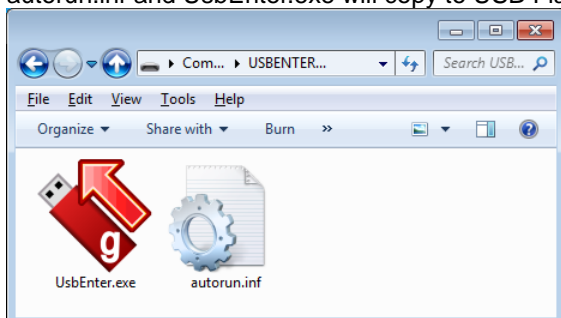 autorun.inf and UsbEnter.exe will copy to USB
Com... USBENTER... Search USB...
File Edit View Tools Help
Organize Share with Burn »
g
UsbEnter.exe autorun.inf